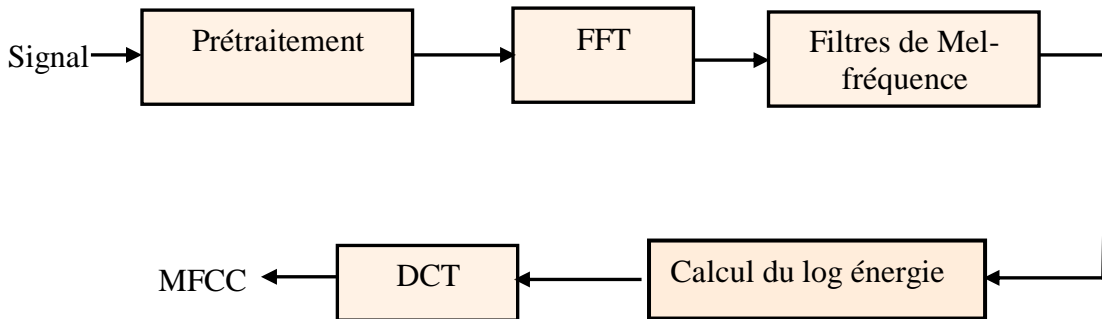 Signal
Prétraitement
FFT
Filtres de Mel-
fréquence
Calcul du log énergie
DCT
MFCC